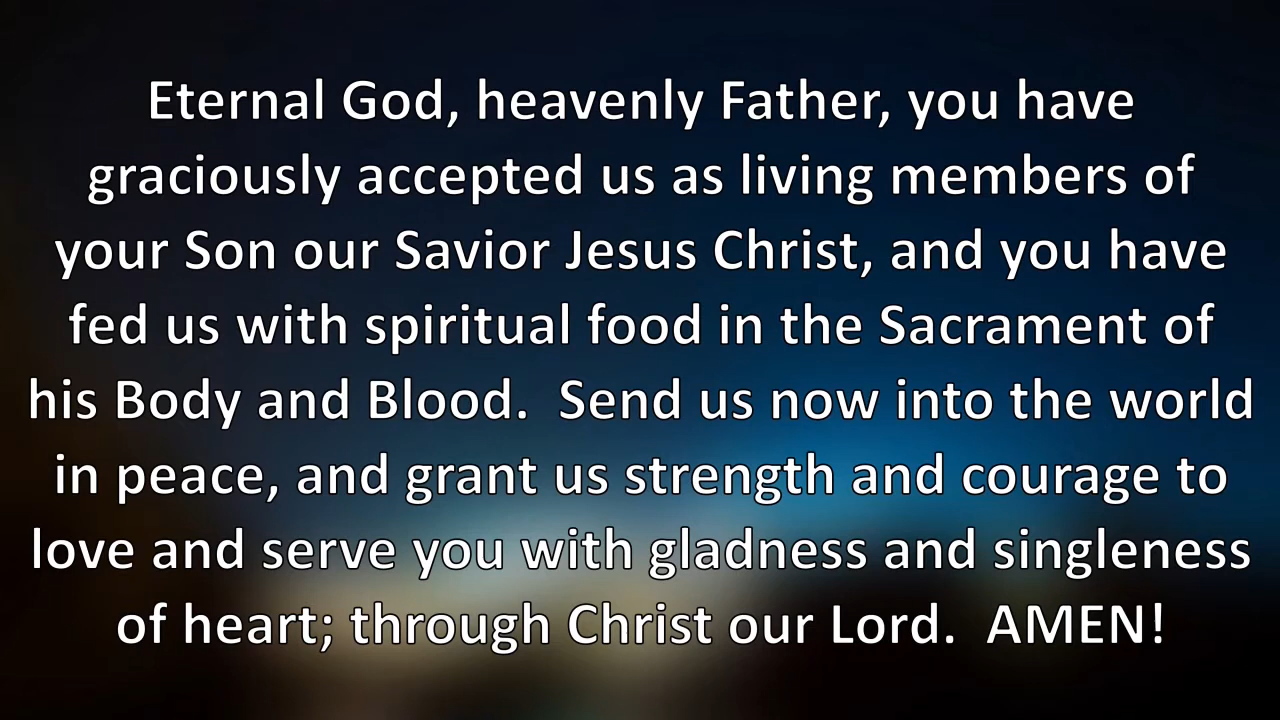 Eternal God, heavenly Father, you have
graciously accepted us as living members of
your Son our Savior Jesus Christ, and you have
fed us with spiritual food in the Sacrament of
his Body and Blood.  Send us now into the world
in peace, and grant us strength and courage to
love and serve you with gladness and singleness
of heart; through Christ our Lord.  AMEN!